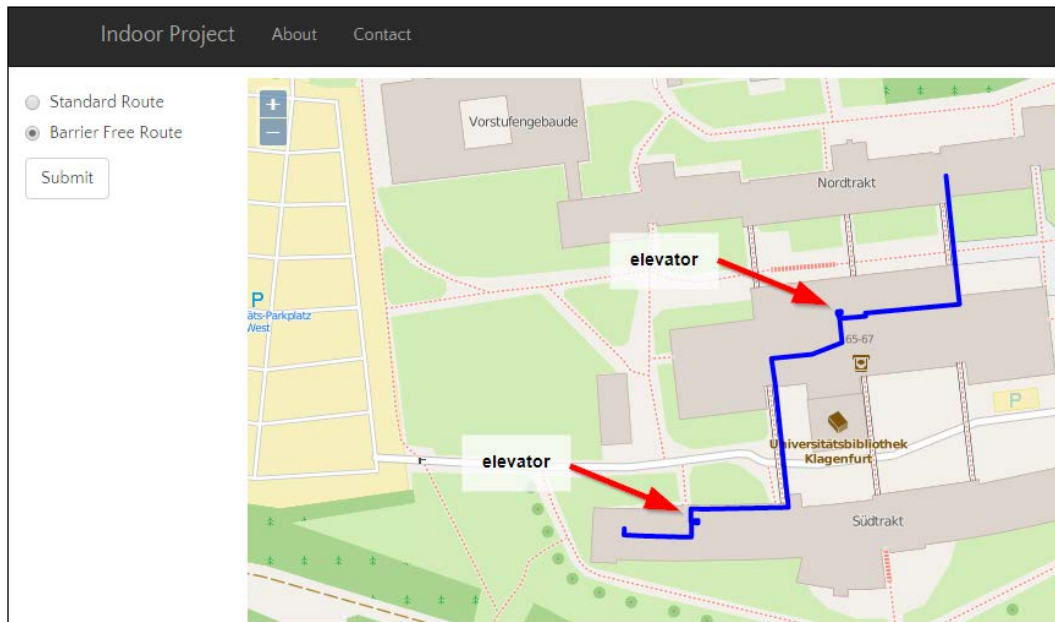 Indoor Project About Contact
Standard Route
Barrier Free Route
Submit
+
−
Vorstufengebäude
Nordtrakt
elevator
P
äts-Parkplatz
West
65-67
P
Universitätsbibliothek
Klagenfurt
elevator
Südtrakt